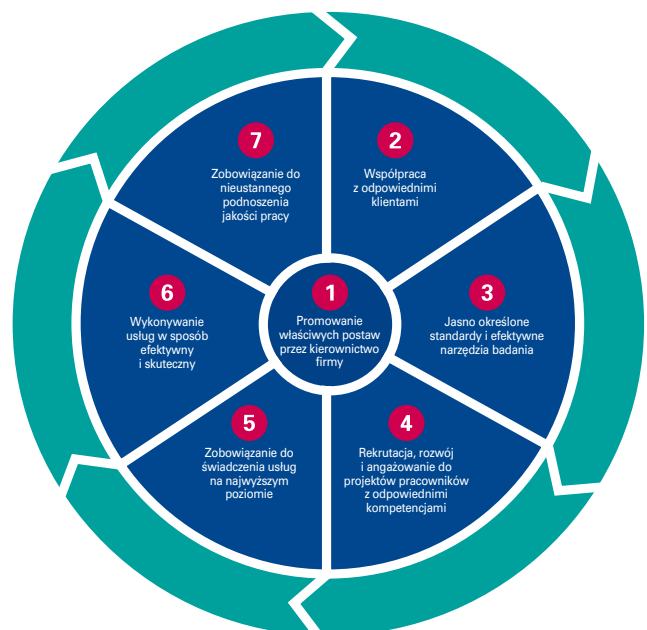 1
Promowanie
właściwych postaw
przez kierownictwo
firmy
2
Współpraca
z odpowiednimi
klientami
3
Jasno określone
standardy i efektywne
narzędzia badania
4
Rekrutacja, rozwój
i angażowanie do
projektów pracowników
z odpowiednimi
kompetencjami
5
Zobowiązanie do
świadczenia usług
na najwyższym
poziomie
6
Wykonywanie
usług w sposób
efektywny
i skuteczny
7
Zobowiązanie do
nieustannego
podnoszenia
jakości pracy